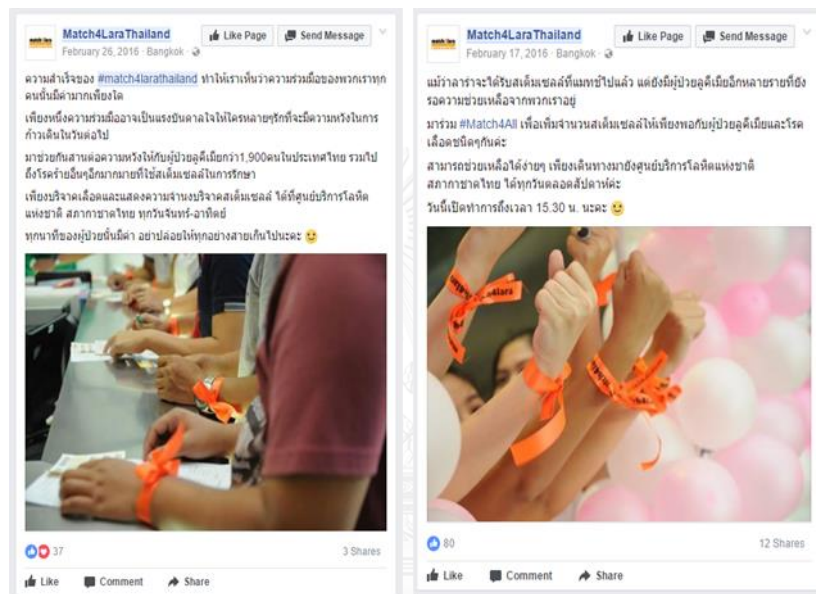 Match4LaraThailand
Like Page
Send Message
February 26, 2016 · Bangkok ·
ความสำเร็จของ #match4larathailand ทำให้เราเห็นว่าความร่วมมือของพวกเราทุก
คนนั้นมีค่ามากเพียงใด
เพียงหนึ่งความร่วมมืออาจเป็นแรงบันดาลใจให้ใครหลายๆรักที่จะมีความหวังในการ
ก้าวเดินในวันต่อไป
มาช่วยกันสานต่อความหวังให้กับผู้ป่วยลูคีเมียกว่า1,900คนในประเทศไทย รวมไป
ถึงโรคร้ายอื่นๆอีกมากมายที่ใช้สเต็มเซลล์ในการรักษา
เพียงบริจาคเลือดและแสดงความจำนงบริจาคสเต็มเซลล์ ได้ที่ศูนย์บริการโลหิต
แห่งชาติ สภากาชาดไทย ทุกวันจันทร์-อาทิตย์
ทุกนาทีของผู้ป่วยนั้นมีค่า อย่าปล่อยให้ทุกอย่างสายเกินไปนะคะ
37
3 Shares
Like
Comment
Share
Match4LaraThailand
Like Page
Send Message
February 17, 2016 · Bangkok ·
แม้ว่าลาร่าจะได้รับสเต็มเซลล์ที่แมทช์ไปแล้ว แต่ยังมีผู้ป่วยลูคีเมียอีกหลายรายที่ยัง
รอความช่วยเหลือจากพวกเราอยู่
มาร่วม #Match4All เพื่อเพิ่มจำนวนสเต็มเซลล์ให้เพียงพอกับผู้ป่วยลูคีเมียและโรค
เลือดชนิดๆกันค่ะ
สามารถช่วยเหลือได้ง่ายๆ เพียงเดินทางมายังศูนย์บริการโลหิตแห่งชาติ
สภากาชาดไทย ได้ทุกวันตลอดสัปดาห์ค่ะ
วันนี้เปิดทำการถึงเวลา 15.30 น. นะคะ
80
12 Shares
Like
Comment
Share